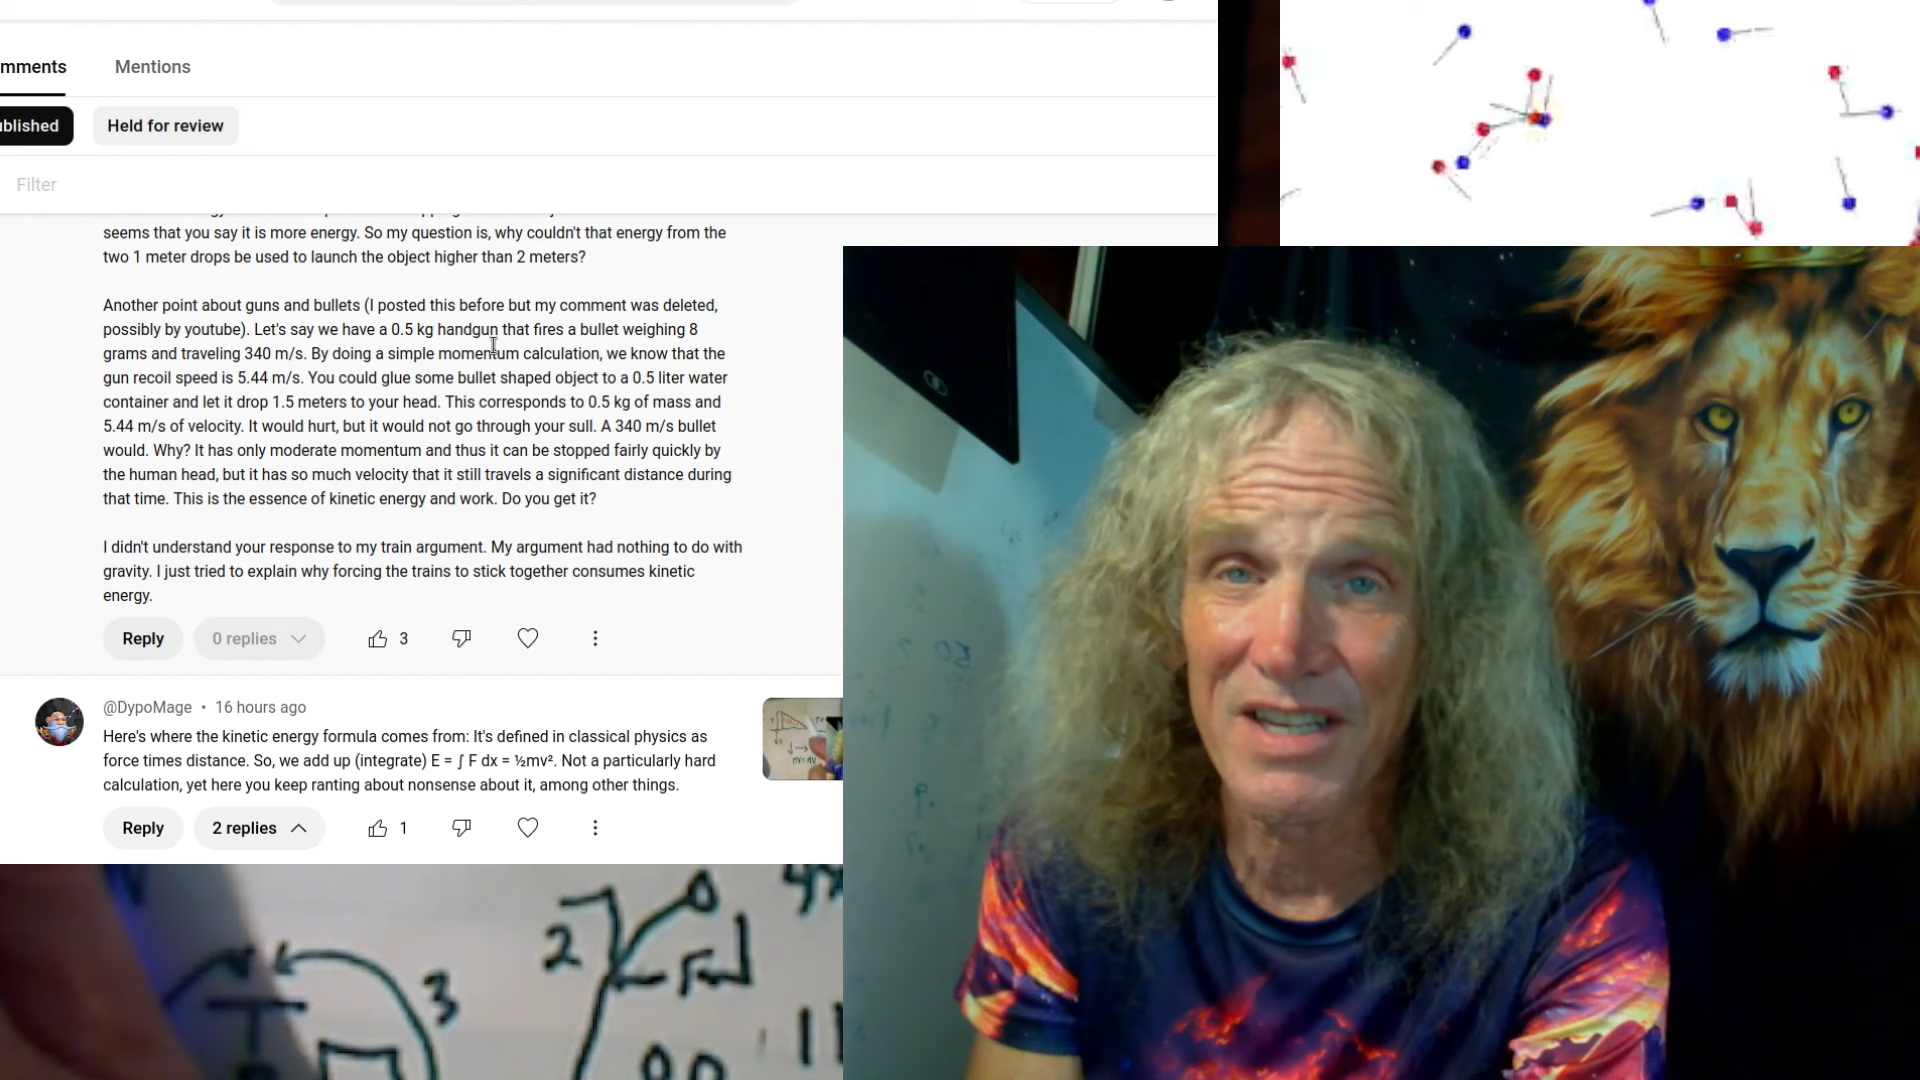 mments
Mentions
ublished
Held for review
Filter
seems that you say it is more energy. So my question is, why couldn't that energy from the
two 1 meter drops be used to launch the object higher than 2 meters?
Another point about guns and bullets (I posted this before but my comment was deleted,
possibly by youtube). Let's say we have a 0.5 kg handgun that fires a bullet weighing 8
grams and traveling 340 m/s. By doing a simple momentum calculation, we know that the
gun recoil speed is 5.44 m/s. You could glue some bullet shaped object to a 0.5 liter water
container and let it drop 1.5 meters to your head. This corresponds to 0.5 kg of mass and
5.44 m/s of velocity. It would hurt, but it would not go through your sull. A 340 m/s bullet
would. Why? It has only moderate momentum and thus it can be stopped fairly quickly by
the human head, but it has so much velocity that it still travels a significant distance during
that time. This is the essence of kinetic energy and work. Do you get it?
I didn't understand your response to my train argument. My argument had nothing to do with
gravity. I just tried to explain why forcing the trains to stick together consumes kinetic
energy.
Reply
0 replies
3
@DypoMage • 16 hours ago
Here's where the kinetic energy formula comes from: It's defined in classical physics as
force times distance. So, we add up (integrate) E = ∫ F dx = ½mv². Not a particularly hard
calculation, yet here you keep ranting about nonsense about it, among other things.
Reply
2 replies
1
2
3